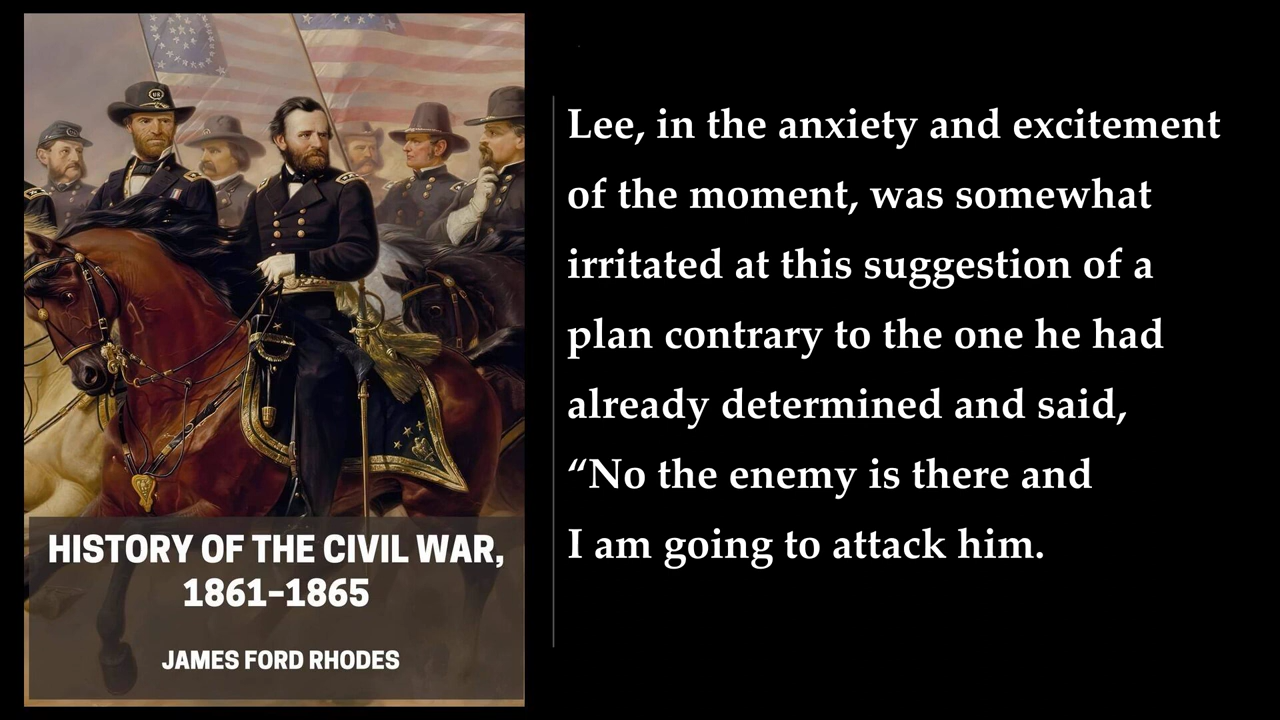 HISTORY OF THE CIVIL WAR,
1861–1865
JAMES FORD RHODES
Lee, in the anxiety and excitement
of the moment, was somewhat
irritated at this suggestion of a
plan contrary to the one he had
already determined and said,
“No the enemy is there and
I am going to attack him.